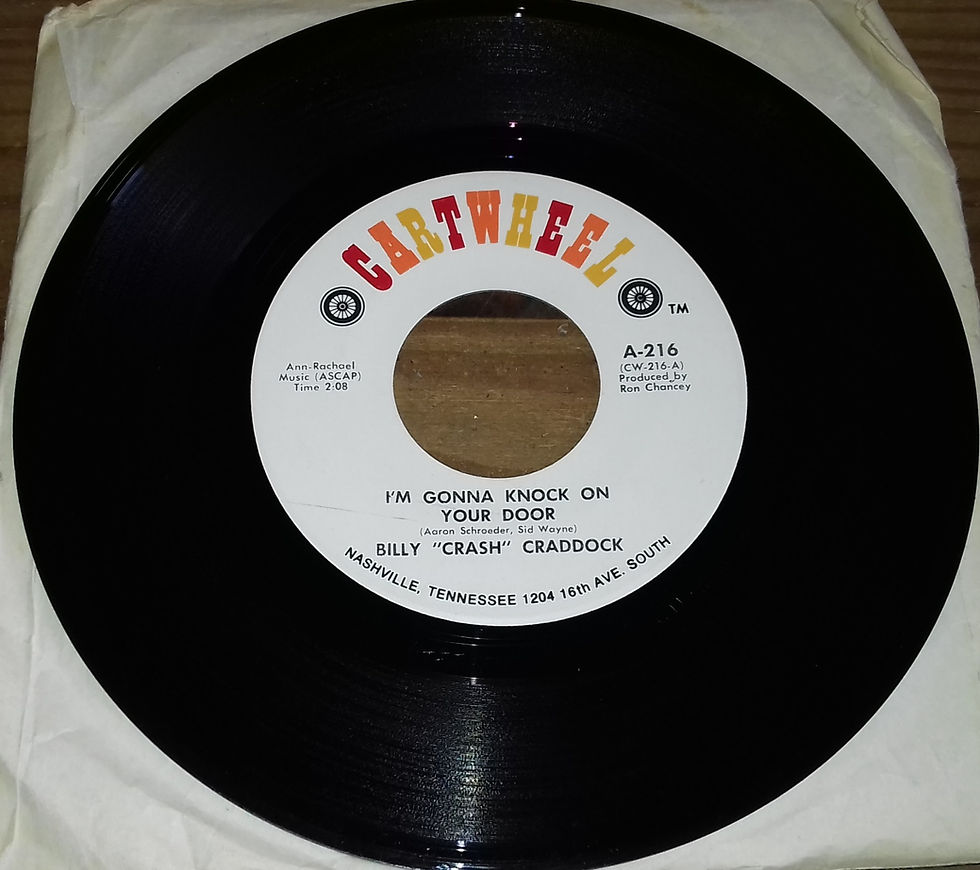 CARTWHEEL
TM
Ann-Rachael
Music (ASCAP)
Time 2:08
A-216
(CW-216-A)
Produced by
Ron Chancey
I'M GONNA KNOCK ON
YOUR DOOR
(Aaron Schroeder, Sid Wayne)
BILLY "CRASH" CRADDOCK
NASHVILLE, TENNESSEE 1204 16th AVE. SOUTH